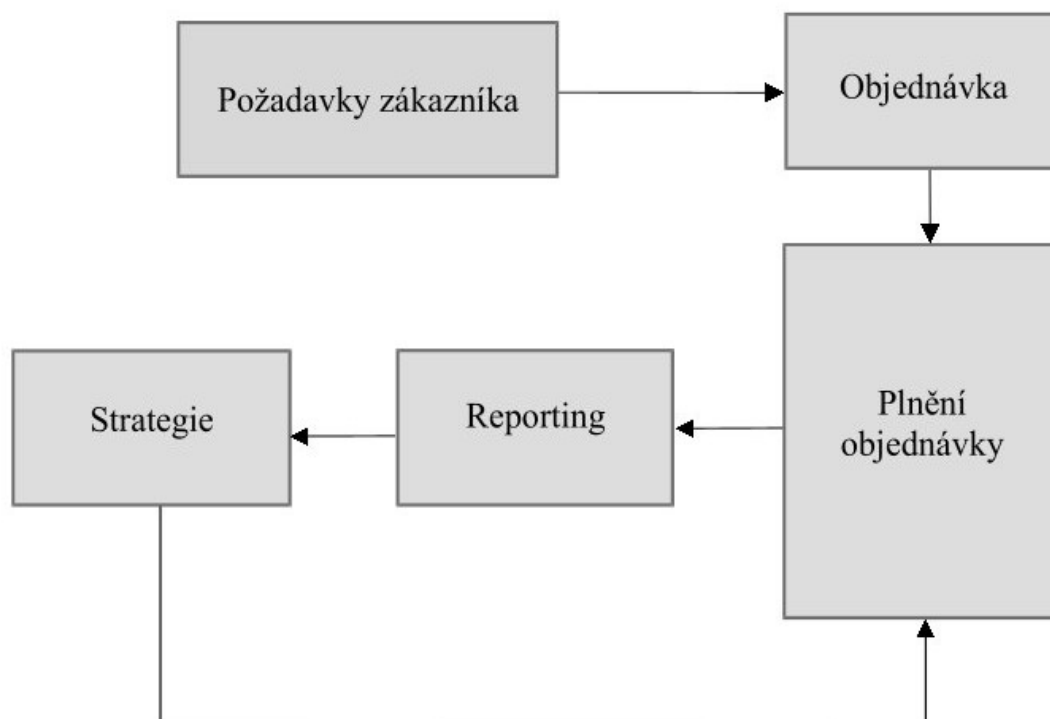 Požadavky zákazníka
Objednávka
Strategie
Reporting
Plnění
objednávky